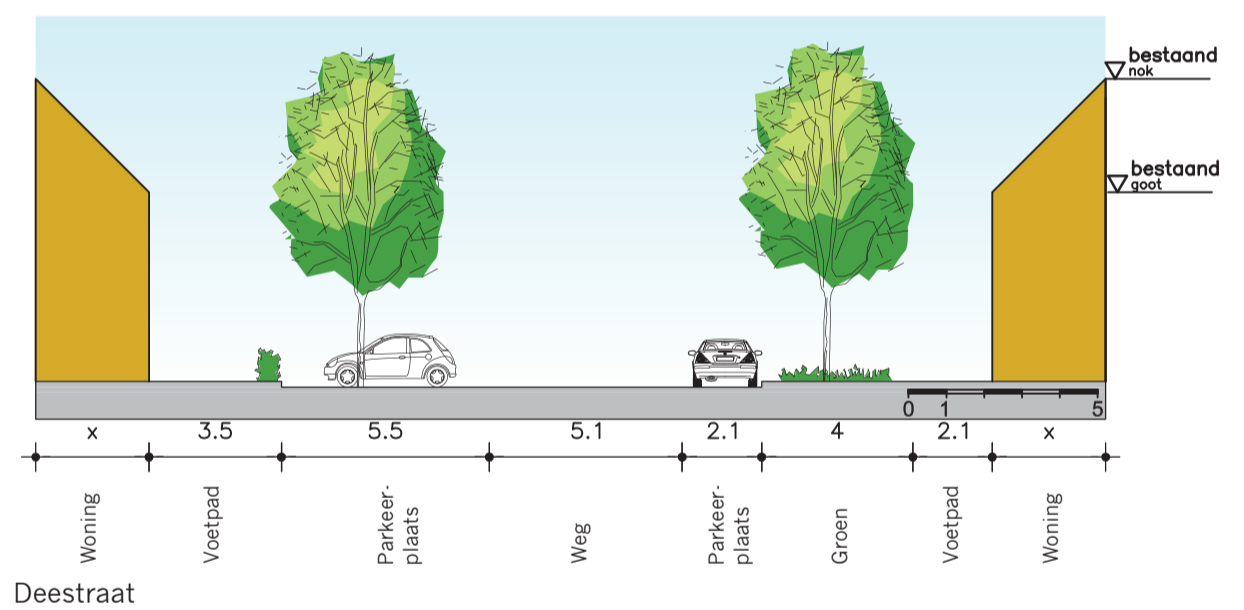 bestaand
nok
bestaand
goot
0 1 5
x 3.5 5.5 5.1 2.1 4 2.1 x
Woning
Voetpad
Parkeer-
plaats
Weg
Parkeer-
plaats
Groen
Voetpad
Woning
Deestraat